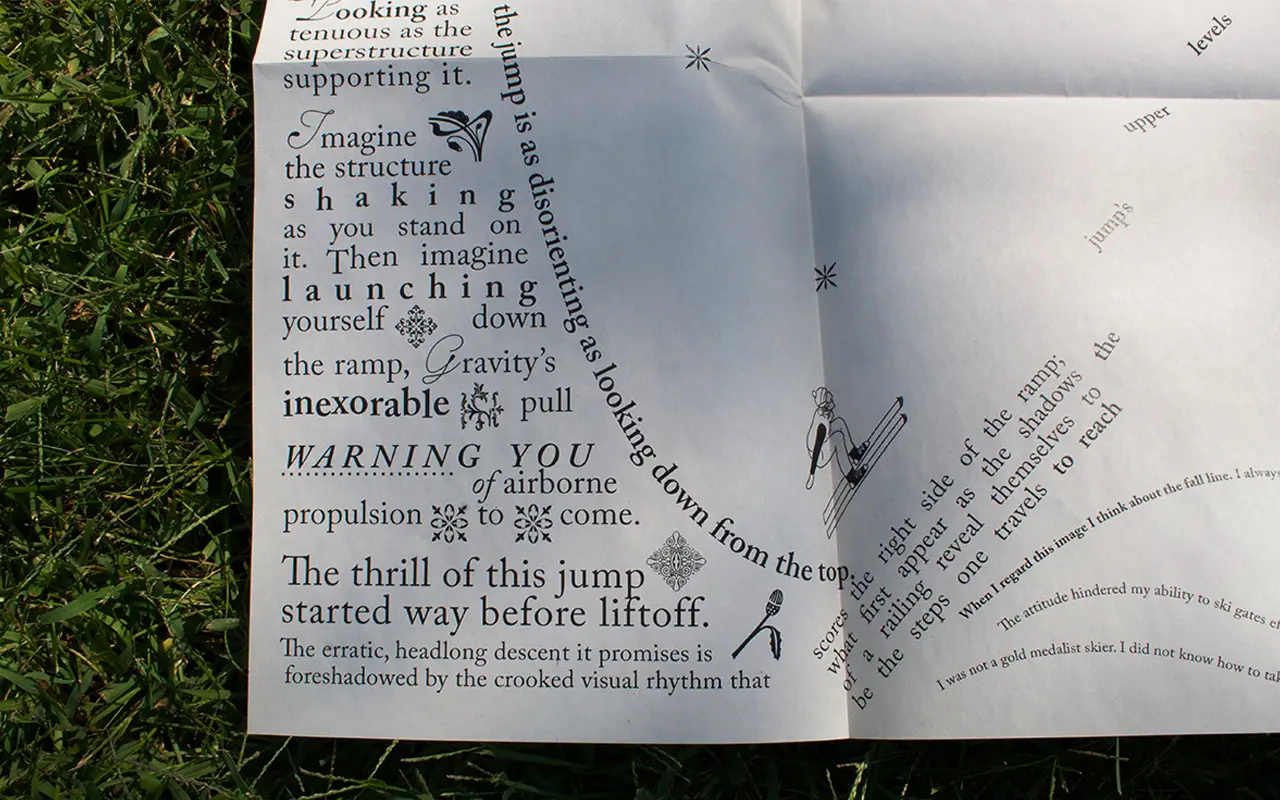 Looking as
tenuous as the
superstructure
supporting it.
Imagine
the structure
shaking
as you stand on
it. Then imagine
launching
yourself down
the ramp, Gravity's
inexorable pull
WARNING YOU
of airborne
propulsion to come.
The thrill of this jump
started way before liftoff.
The erratic, headlong descent it promises is
foreshadowed by the crooked visual rhythm that
the jump is as disorienting as looking down from the top.
scores the right side of the ramp;
what first appear as the shadows the
of a railing reveal themselves to
be the steps one travels to reach
jump's
upper
levels
When I regard this image I think about the fall line. I always
The attitude hindered my ability to ski gates
I was not a gold medalist skier. I did not know how to